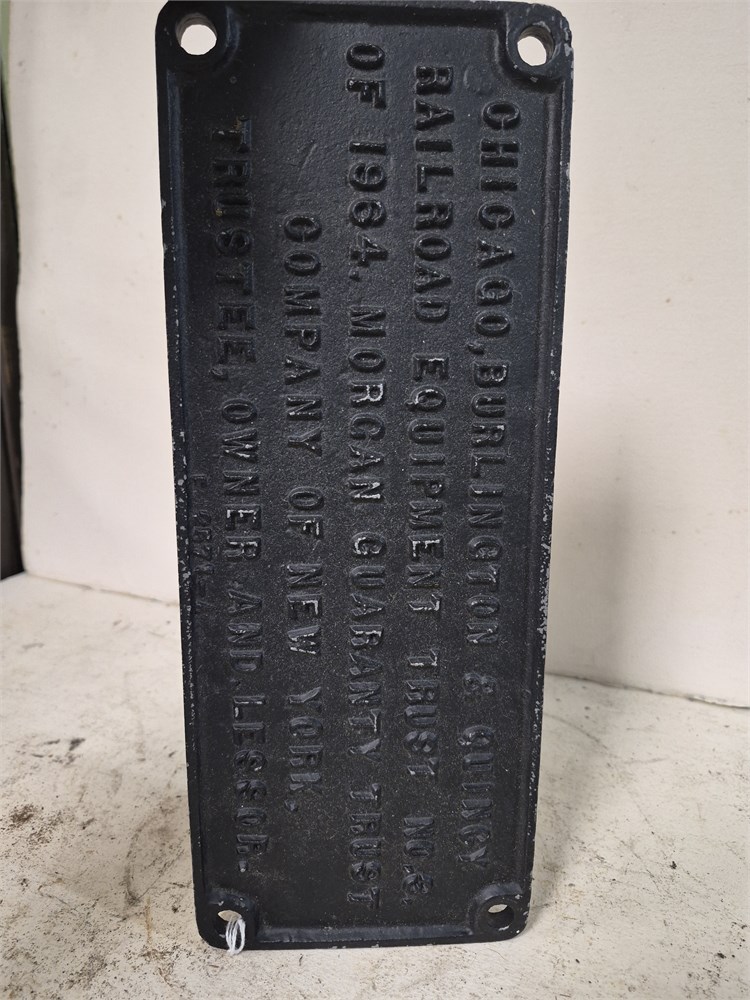 CHICAGO, BURLINGTON & QUINCY
RAILROAD EQUIPMENT TRUST NO.
OF 1964. MORGAN GUARANTY TRUST
COMPANY OF NEW YORK,
TRUSTEE, OWNER AND LESSOR.